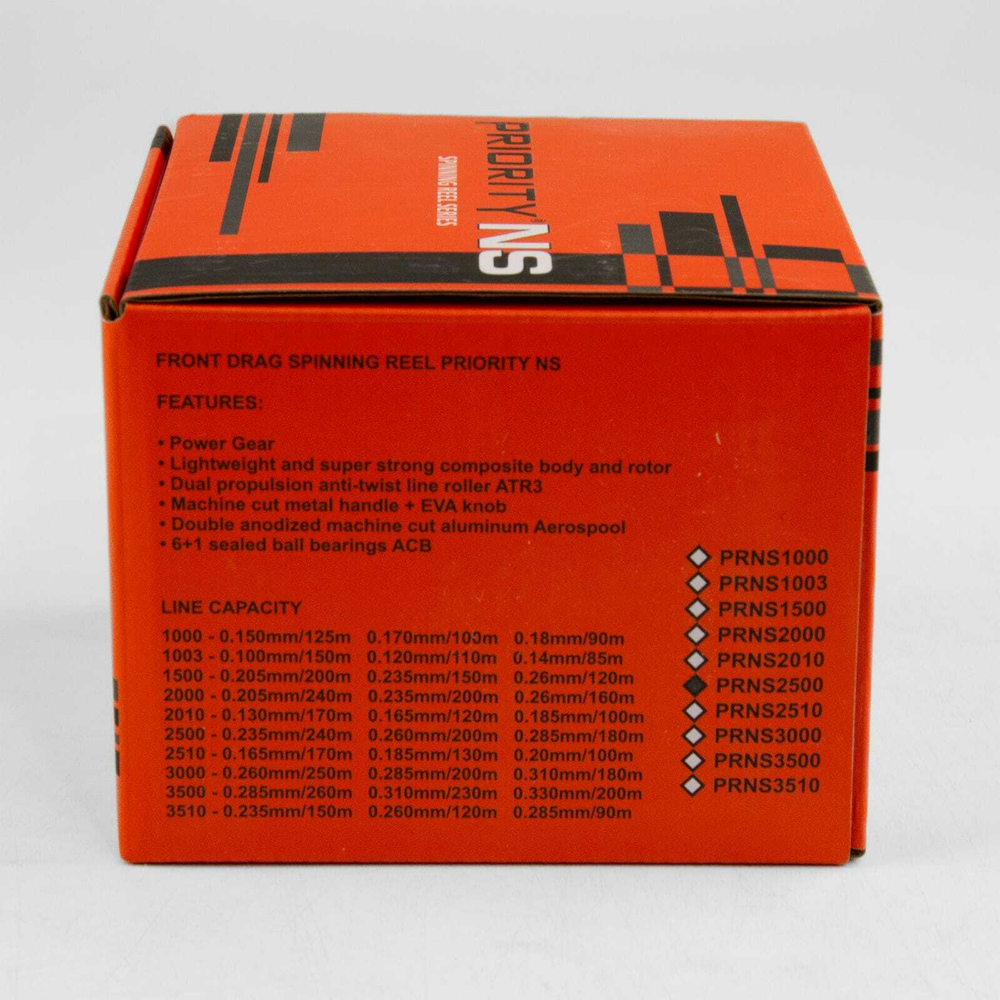 PRIORITY NS
SPINNING REEL SERIES
FRONT DRAG SPINNING REEL PRIORITY NS
FEATURES:
• Power Gear
• Lightweight and super strong composite body and rotor
• Dual propulsion anti-twist line roller ATR3
• Machine cut metal handle + EVA knob
• Double anodized machine cut aluminum Aerospool
• 6+1 sealed ball bearings ACB
LINE CAPACITY
1000 - 0.150mm/125m 0.170mm/100m 0.18mm/90m
1003 - 0.100mm/150m 0.120mm/110m 0.14mm/85m
1500 - 0.205mm/200m 0.235mm/150m 0.26mm/120m
2000 - 0.205mm/240m 0.235mm/200m 0.26mm/160m
2010 - 0.130mm/170m 0.165mm/120m 0.185mm/100m
2500 - 0.235mm/240m 0.260mm/200m 0.285mm/180m
2510 - 0.165mm/170m 0.185mm/130m 0.20mm/100m
3000 - 0.260mm/250m 0.285mm/200m 0.310mm/180m
3500 - 0.285mm/260m 0.310mm/230m 0.330mm/200m
3510 - 0.235mm/150m 0.260mm/120m 0.285mm/90m
PRNS1000
PRNS1003
PRNS1500
PRNS2000
PRNS2010
PRNS2500
PRNS2510
PRNS3000
PRNS3500
PRNS3510